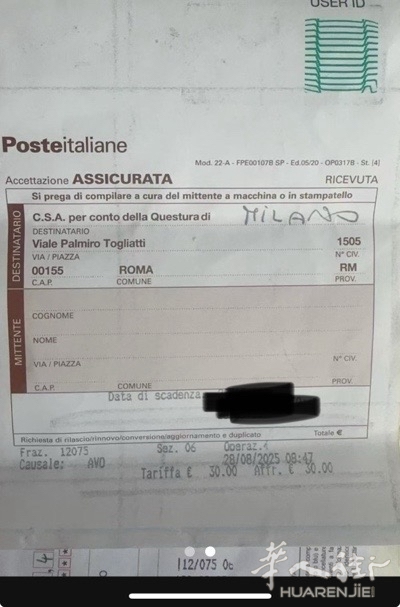 USER ID
Posteitaliane
Mod. 22-A - FPE00107B SP - Ed.05/20 - OP0317B - St. [4]
Accettazione ASSICURATA RICEVUTA
Si prega di compilare a cura del mittente a macchina o in stampatello
DESTINATARIO
C.S.A. per conto della Questura di MILANO
DESTINATARIO
Viale Palmiro Togliatti 1505
VIA / PIAZZA N° CIV.
00155 ROMA RM
C.A.P. COMUNE PROV.
MITTENTE
COGNOME
NOME
VIA / PIAZZA N° CIV.
C.A.P. COMUNE PROV.
Data di scadenza
Richiesta di rilascio/rinnovo/conversione/aggiornamento e duplicato Totale €
Fraz. 12075 Sez. 06 Operaz.4
Causale: AVO 28/08/2025 08:47
Tariffa € 30.00 Affr. € 30.00
112/075 06
华人街
HUARENJIE